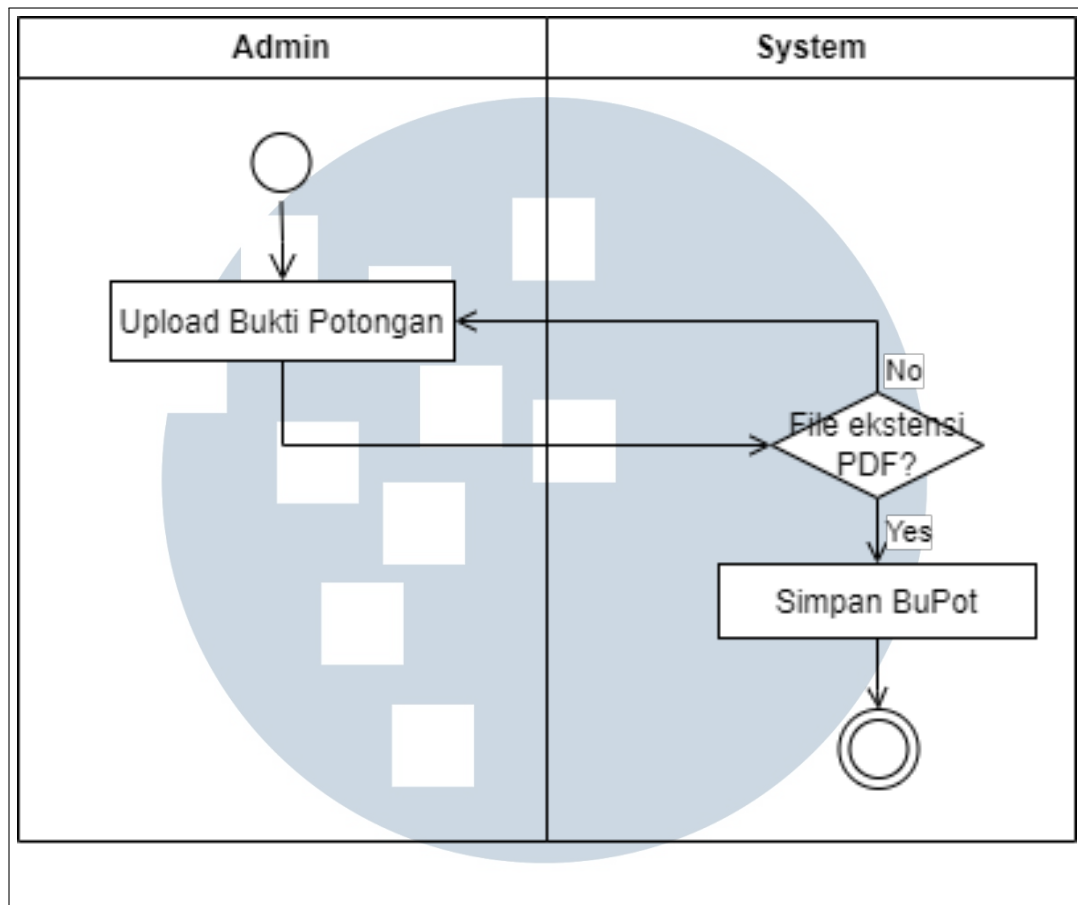 Admin
System
Upload Bukti Potongan
No
File ekstensi
PDF?
Yes
Simpan BuPot